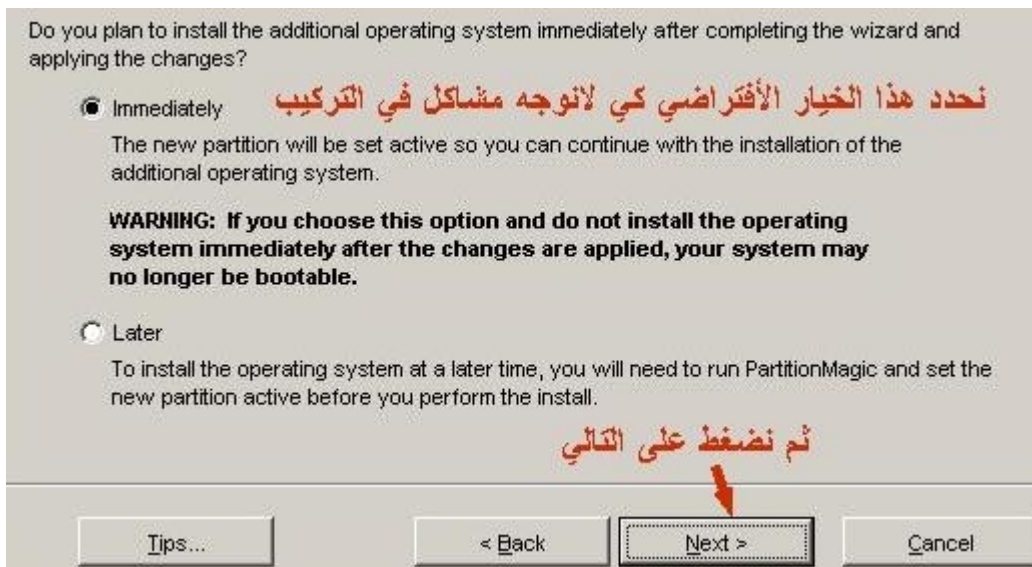 Do you plan to install the additional operating system immediately after completing the wizard and
applying the changes?
Immediately
نحدد هذا الخيار الأفتراضي كي لانوجه مشاكل في التركيب
The new partition will be set active so you can continue with the installation of the
additional operating system.
WARNING: If you choose this option and do not install the operating
system immediately after the changes are applied, your system may
no longer be bootable.
Later
To install the operating system at a later time, you will need to run PartitionMagic and set the
new partition active before you perform the install.
ثم نضغط على التالي
Tips... < Back Next > Cancel